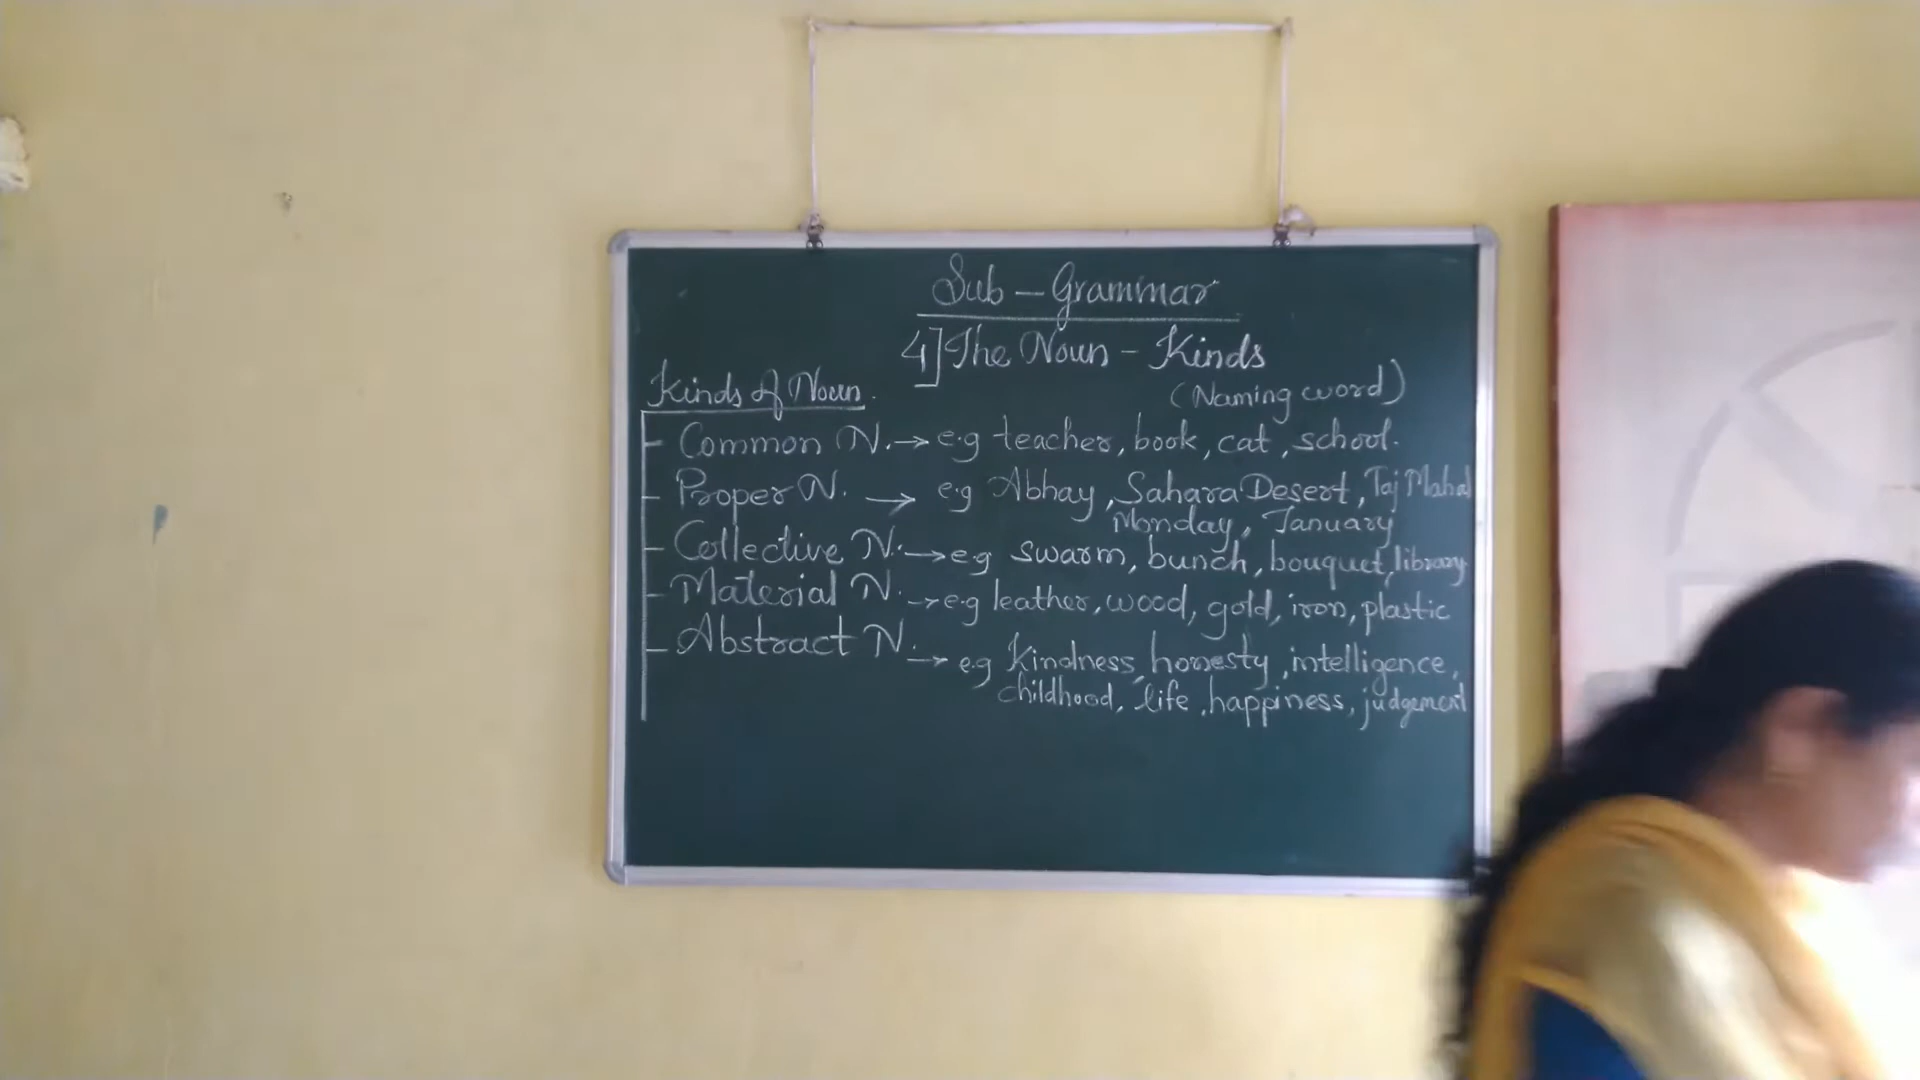 Sub - Grammar
4] The Noun - Kinds
(Naming word)
Kinds of Noun.
Common N. → e.g teacher, book, cat, school.
Proper N. → e.g Abhay, Sahara Desert, Taj Mahal
Monday, January
Collective N. → e.g swarm, bunch, bouquet, library
Material N. → e.g leather, wood, gold, iron, plastic
Abstract N. → e.g Kindness, honesty, intelligence,
childhood, life, happiness, judgement